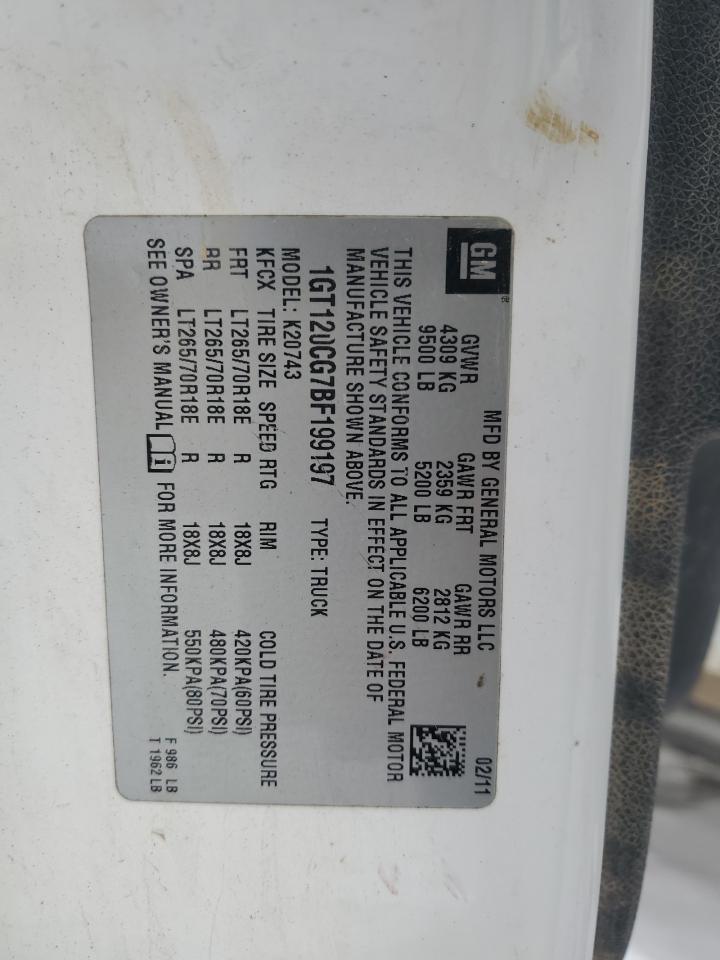 GM
MFD BY GENERAL MOTORS LLC 02/11
GVWR GAWR FRT GAWR RR
4309 KG 2359 KG 2812 KG
9500 LB 5200 LB 6200 LB
THIS VEHICLE CONFORMS TO ALL APPLICABLE U.S. FEDERAL MOTOR
VEHICLE SAFETY STANDARDS IN EFFECT ON THE DATE OF
MANUFACTURE SHOWN ABOVE.
1GT120CG7BF199197 TYPE: TRUCK
MODEL: K20743
KFCX TIRE SIZE SPEED RTG RIM COLD TIRE PRESSURE
FRT LT265/70R18E R 18X8J 420KPA(60PSI)
RR LT265/70R18E R 18X8J 480KPA(70PSI)
SPA LT265/70R18E R 18X8J 550KPA(80PSI)
SEE OWNER'S MANUAL i FOR MORE INFORMATION.
F 986 LB
T 1962 LB